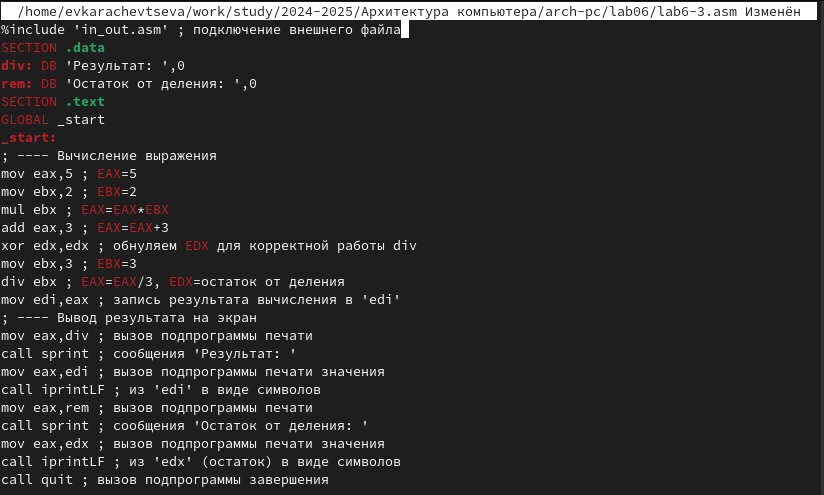 /home/evkarachevtseva/work/study/2024-2025/Архитектура компьютера/arch-pc/lab06/lab6-3.asm Изменён
%include 'in_out.asm' ; подключение внешнего файла
SECTION .data
div: DB 'Результат: ',0
rem: DB 'Остаток от деления: ',0
SECTION .text
GLOBAL _start
_start:
; ---- Вычисление выражения
mov eax,5 ; EAX=5
mov ebx,2 ; EBX=2
mul ebx ; EAX=EAX*EBX
add eax,3 ; EAX=EAX+3
xor edx,edx ; обнуляем EDX для корректной работы div
mov ebx,3 ; EBX=3
div ebx ; EAX=EAX/3, EDX=остаток от деления
mov edi,eax ; запись результата вычисления в 'edi'
; ---- Вывод результата на экран
mov eax,div ; вызов подпрограммы печати
call sprint ; сообщения 'Результат: '
mov eax,edi ; вызов подпрограммы печати значения
call iprintLF ; из 'edi' в виде символов
mov eax,rem ; вызов подпрограммы печати
call sprint ; сообщения 'Остаток от деления: '
mov eax,edx ; вызов подпрограммы печати значения
call iprintLF ; из 'edx' (остаток) в виде символов
call quit ; вызов подпрограммы завершения